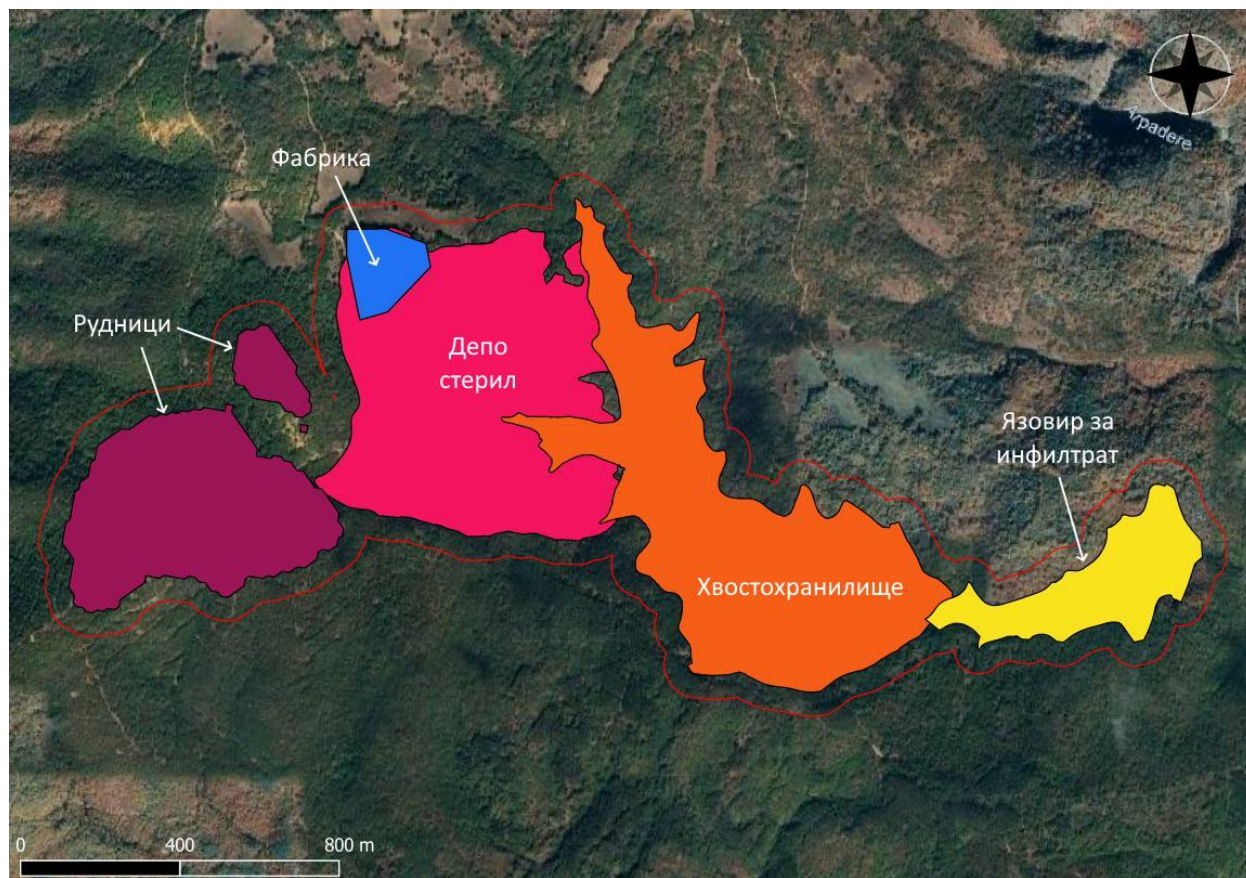 Arpadere
Фабрика
Рудници
Депо
стерил
Язовир за
инфилтрат
Хвостохранилище
0 400 800 m